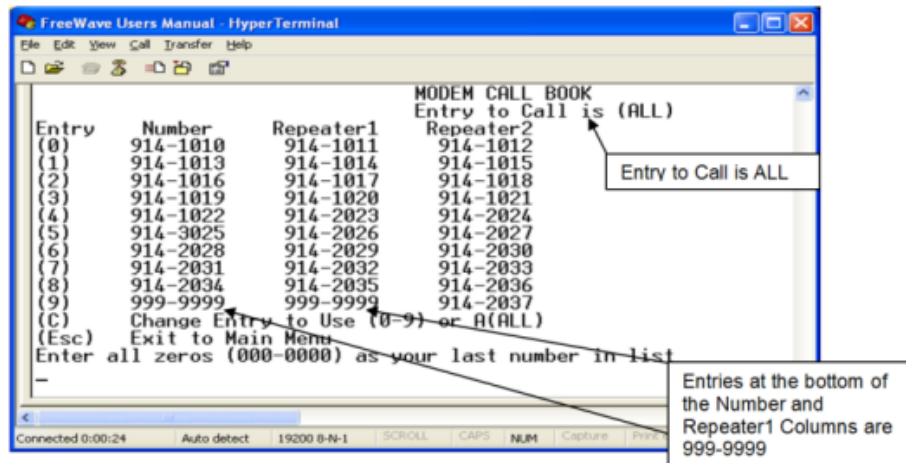 FreeWave Users Manual - HyperTerminal
File Edit View Call Transfer Help
MODEM CALL BOOK
Entry to Call is (ALL)
Entry Number Repeater1 Repeater2
(0) 914-1010 914-1011 914-1012
(1) 914-1013 914-1014 914-1015
(2) 914-1016 914-1017 914-1018
(3) 914-1019 914-1020 914-1021
(4) 914-1022 914-2023 914-2024
(5) 914-3025 914-2026 914-2027
(6) 914-2028 914-2029 914-2030
(7) 914-2031 914-2032 914-2033
(8) 914-2034 914-2035 914-2036
(9) 999-9999 999-9999 914-2037
(C) Change Entry to Use (0-9) or A(ALL)
(Esc) Exit to Main Menu
Enter all zeros (000-0000) as your last number in list
Entry to Call is ALL
Entries at the bottom of
the Number and
Repeater1 Columns are
999-9999
Connected 0:00:24 Auto detect 19200 8-N-1 SCROLL CAPS NUM Capture Print